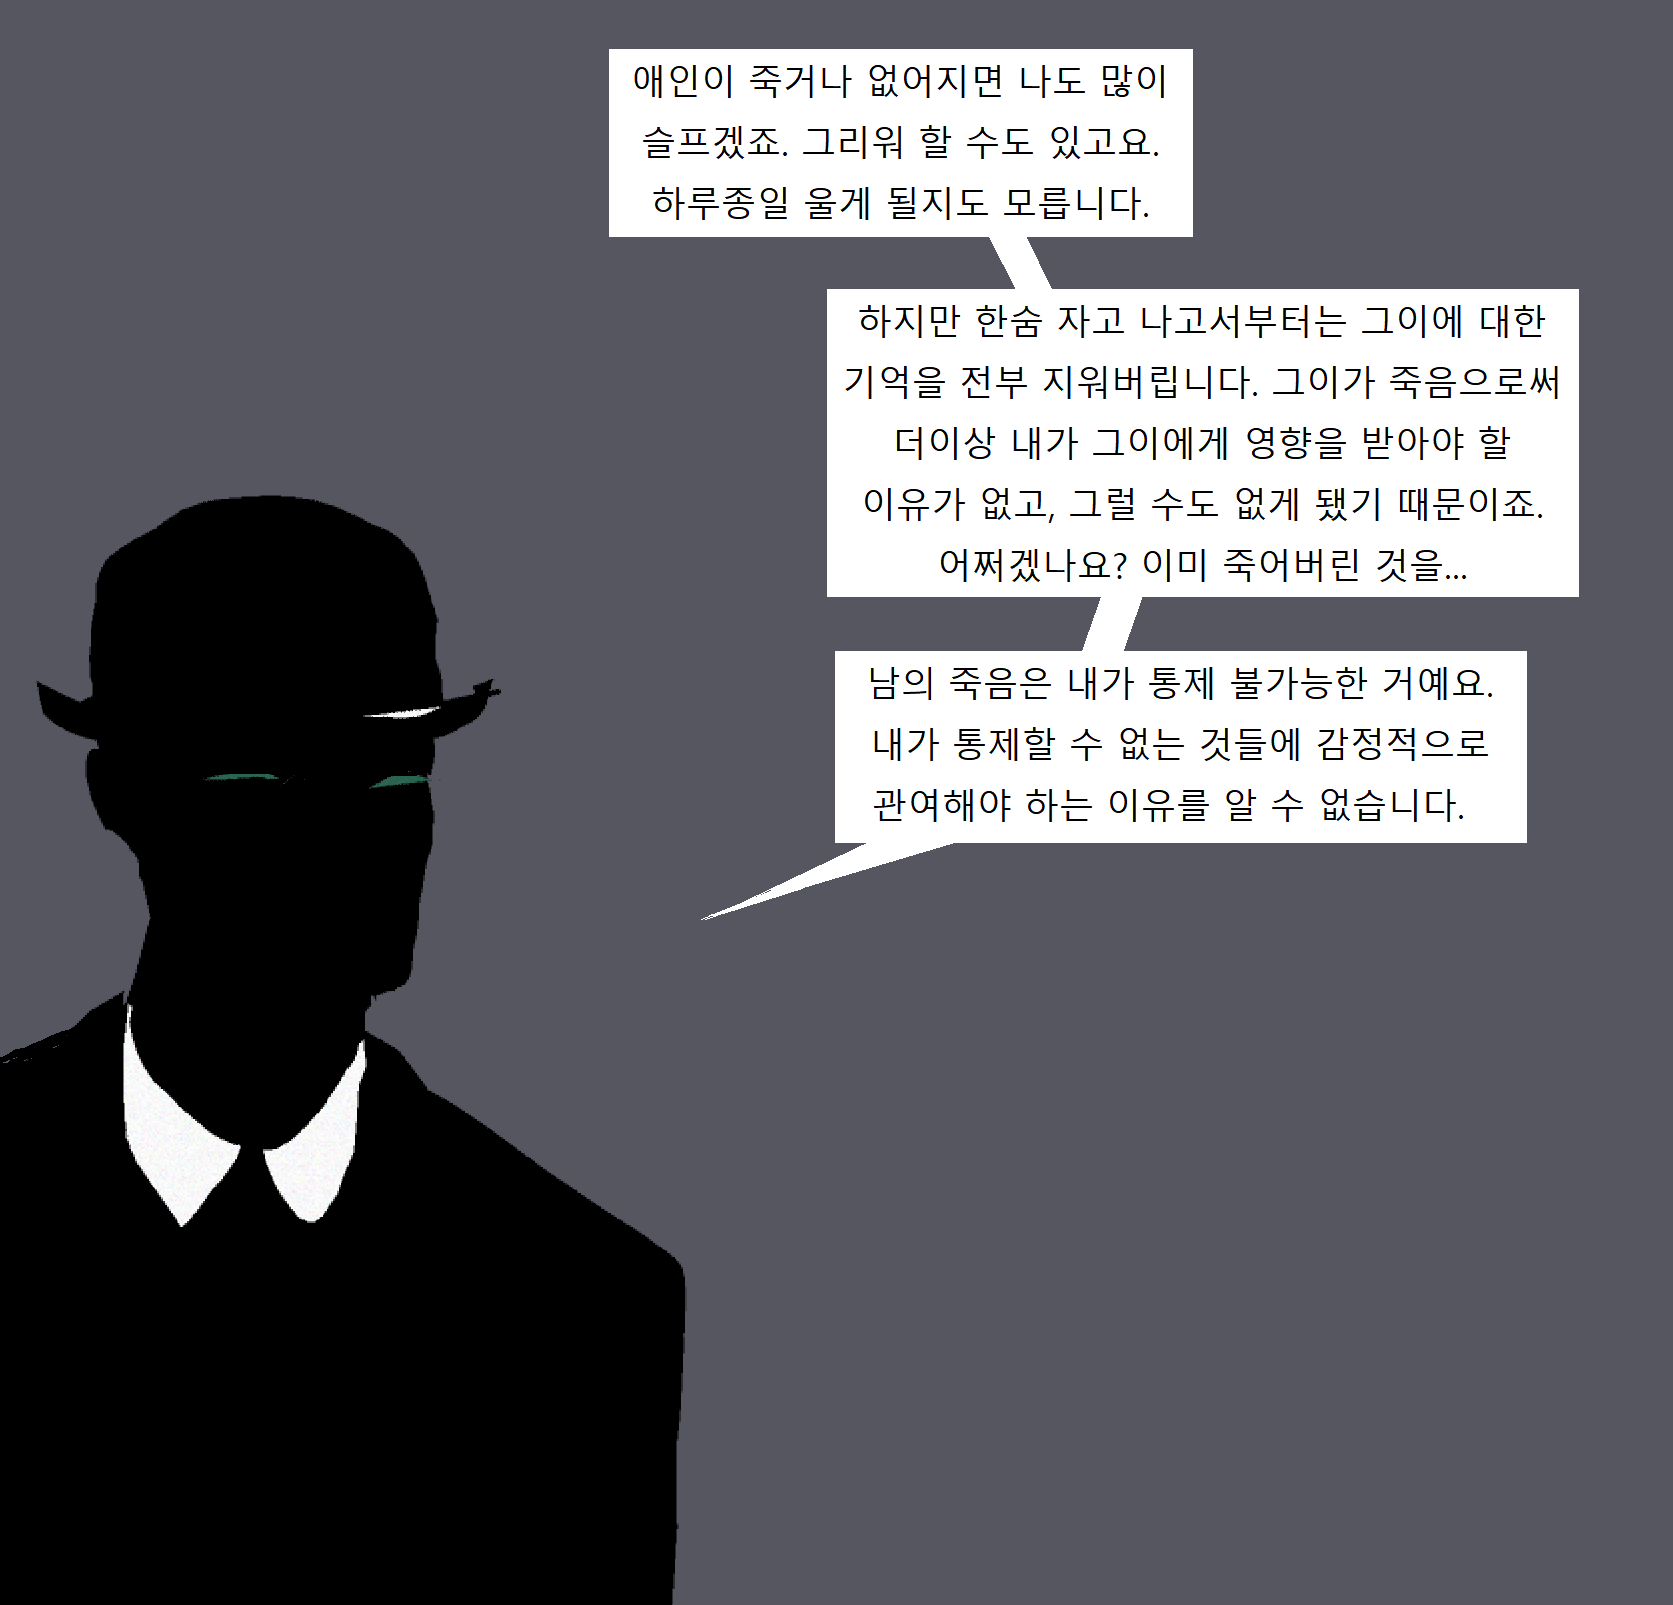 애인이 죽거나 없어지면 나도 많이
슬프겠죠. 그리워 할 수도 있고요.
하루종일 울게 될지도 모릅니다.
하지만 한숨 자고 나고서부터는 그이에 대한
기억을 전부 지워버립니다. 그이가 죽음으로써
더이상 내가 그이에게 영향을 받아야 할
이유가 없고, 그럴 수도 없게 됐기 때문이죠.
어쩌겠나요? 이미 죽어버린 것을...
남의 죽음은 내가 통제 불가능한 거예요.
내가 통제할 수 없는 것들에 감정적으로
관여해야 하는 이유를 알 수 없습니다.